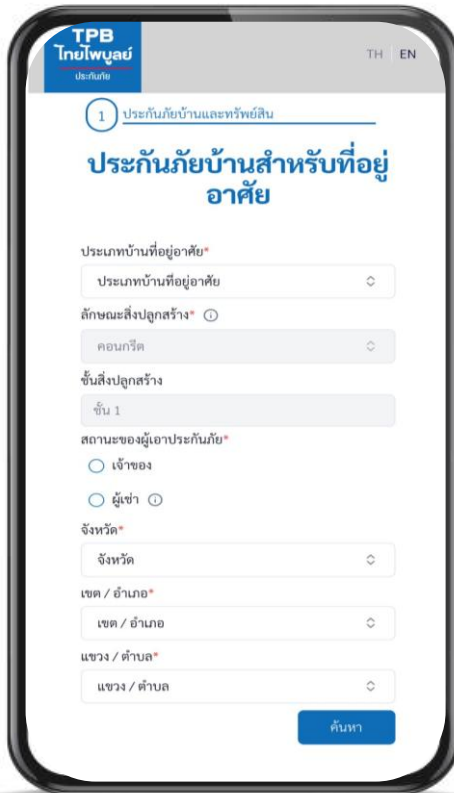 TPB
ไทยไพบูลย์
ประกันภัย
TH EN
1 ประกันภัยบ้านและทรัพย์สิน
ประกันภัยบ้านสำหรับที่อยู่
อาศัย
ประเภทบ้านที่อยู่อาศัย*
ประเภทบ้านที่อยู่อาศัย
ลักษณะสิ่งปลูกสร้าง*
คอนกรีต
ชั้นสิ่งปลูกสร้าง
ชั้น 1
สถานะของผู้เอาประกันภัย*
เจ้าของ
ผู้เช่า
จังหวัด*
จังหวัด
เขต / อำเภอ*
เขต / อำเภอ
แขวง / ตำบล*
แขวง / ตำบล
ค้นหา